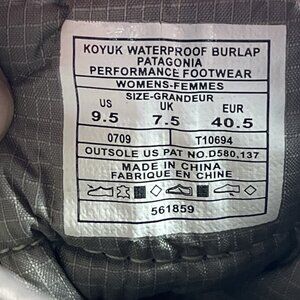 KOYUK WATERPROOF BURLAP
PATAGONIA
PERFORMANCE FOOTWEAR
WOMENS-FEMMES
SIZE-GRANDEUR
US UK EUR
9.5 7.5 40.5
0709 T10694
OUTSOLE US PAT NO.D580,137
MADE IN CHINA
FABRIQUE EN CHINE
561859